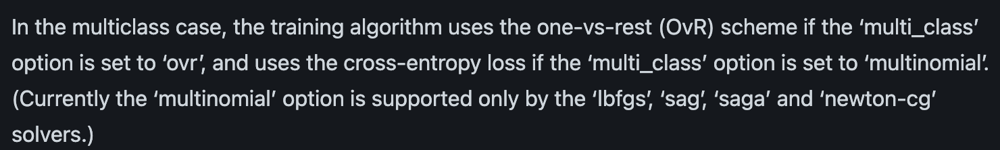 In the multiclass case, the training algorithm uses the one-vs-rest (OvR) scheme if the ‘multi_class’
option is set to ‘ovr’, and uses the cross-entropy loss if the ‘multi_class’ option is set to ‘multinomial’.
(Currently the ‘multinomial’ option is supported only by the ‘lbfgs’, ‘sag’, ‘saga’ and ‘newton-cg’
solvers.)